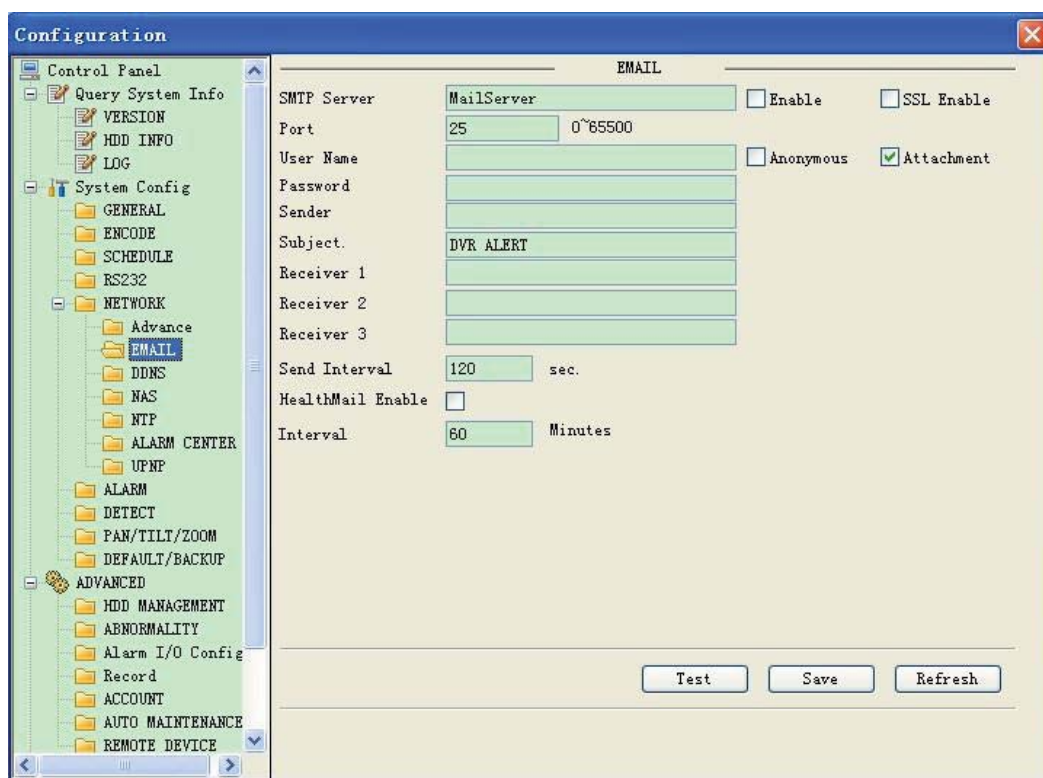 Configuration
Control Panel
Query System Info
VERSION
HDD INFO
LOG
System Config
GENERAL
ENCODE
SCHEDULE
RS232
NETWORK
Advance
EMAIL
DDNS
NAS
NTP
ALARM CENTER
UPNP
ALARM
DETECT
PAN/TILT/ZOOM
DEFAULT/BACKUP
ADVANCED
HDD MANAGEMENT
ABNORMALITY
Alarm I/O Config
Record
ACCOUNT
AUTO MAINTENANCE
REMOTE DEVICE
EMAIL
SMTP Server MailServer Enable SSL Enable
Port 25 0~65500
User Name Anonymous Attachment
Password
Sender
Subject. DVR ALERT
Receiver 1
Receiver 2
Receiver 3
Send Interval 120 sec.
HealthMail Enable
Interval 60 Minutes
Test Save Refresh